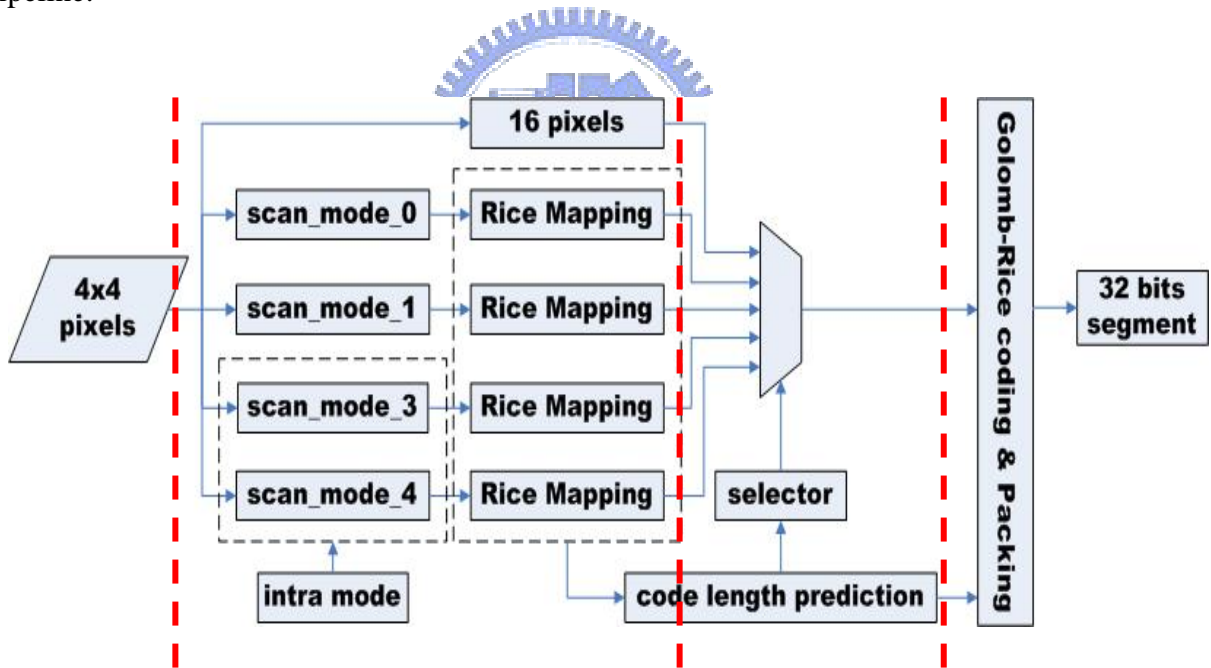 16 pixels
scan_mode_0
Rice Mapping
4x4
pixels
scan_mode_1
Rice Mapping
scan_mode_3
Rice Mapping
scan_mode_4
Rice Mapping
selector
intra mode
code length prediction
Golomb-Rice coding & Packing
32 bits
segment